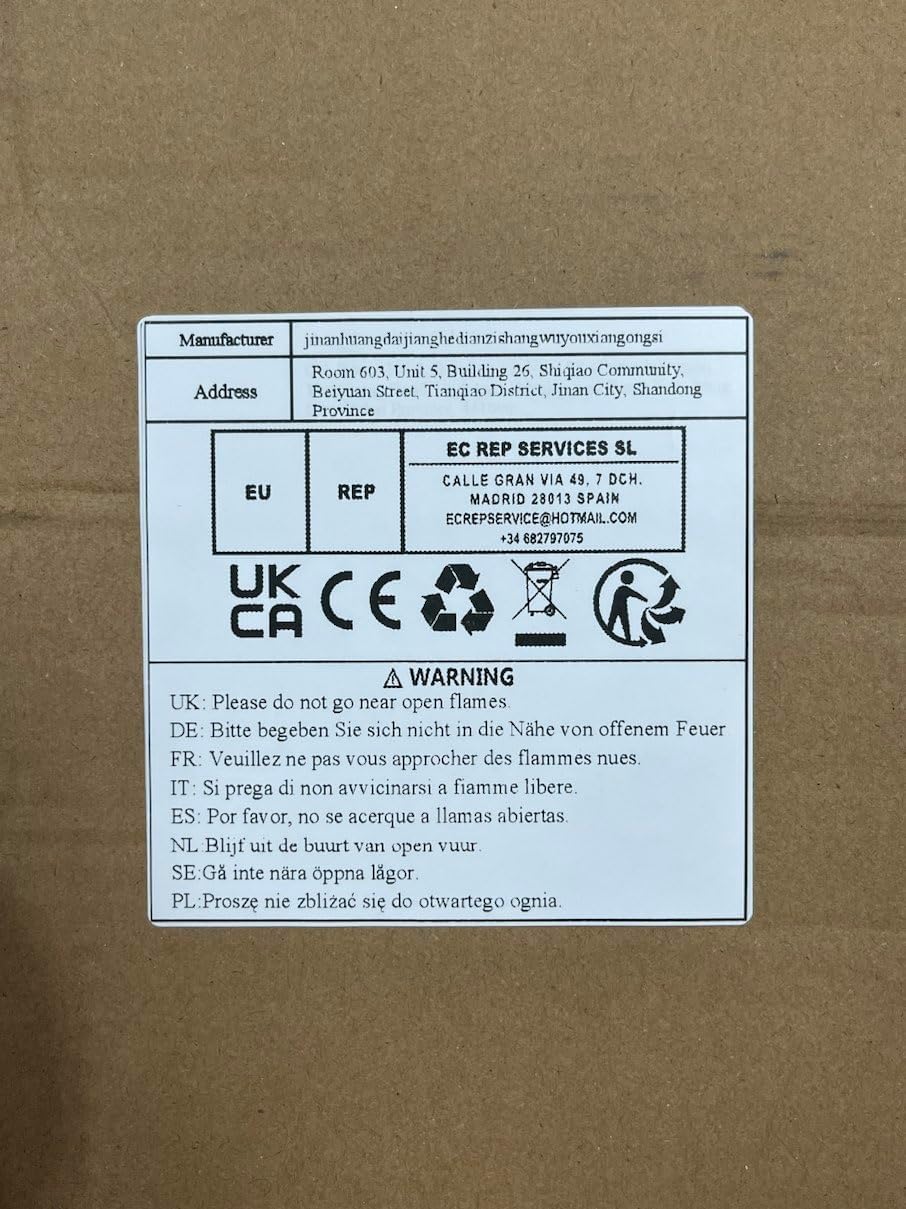 Manufacturer jinanhuangdaijianghedianzishangwuyouxiangongsi
Address
Room 603, Unit 5, Building 26, Shiqiao Community,
Beiyuan Street, Tianqiao District, Jinan City, Shandong
Province
EU
REP
EC REP SERVICES SL
CALLE GRAN VIA 49, 7 DCH.
MADRID 28013 SPAIN
ECREPSERVICE@HOTMAIL.COM
+34 682797075
UK
CA
CE
⚠ WARNING
UK: Please do not go near open flames.
DE: Bitte begeben Sie sich nicht in die Nähe von offenem Feuer
FR: Veuillez ne pas vous approcher des flammes nues.
IT: Si prega di non avvicinarsi a fiamme libere.
ES: Por favor, no se acerque a llamas abiertas.
NL:Blijf uit de buurt van open vuur.
SE:Gå inte nära öppna lågor.
PL:Proszę nie zbliżać się do otwartego ognia.